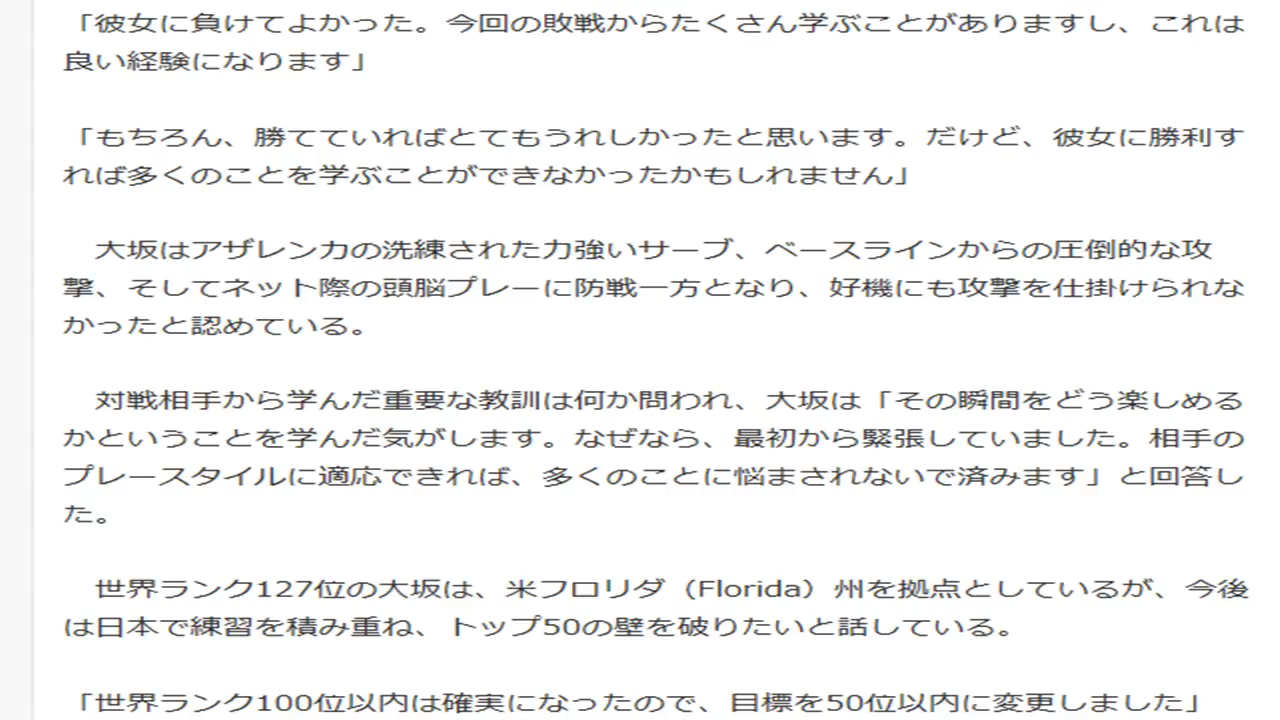 「彼女に負けてよかった。今回の敗戦からたくさん学ぶことがありますし、これは
良い経験になります」
「もちろん、勝てていればとてもうれしかったと思います。だけど、彼女に勝利す
れば多くのことを学ぶことができなかったかもしれません」
大坂はアザレンカの洗練された力強いサーブ、ベースラインからの圧倒的な攻
撃、そしてネット際の頭脳プレーに防戦一方となり、好機にも攻撃を仕掛けられな
かったと認めている。
対戦相手から学んだ重要な教訓は何か問われ、大坂は「その瞬間をどう楽しめる
かということを学んだ気がします。なぜなら、最初から緊張していました。相手の
プレースタイルに適応できれば、多くのことに悩まされないで済みます」と回答し
た。
世界ランク127位の大坂は、米フロリダ（Florida）州を拠点としているが、今後
は日本で練習を積み重ね、トップ50の壁を破りたいと話している。
「世界ランク100位以内は確実になったので、目標を50位以内に変更しました」